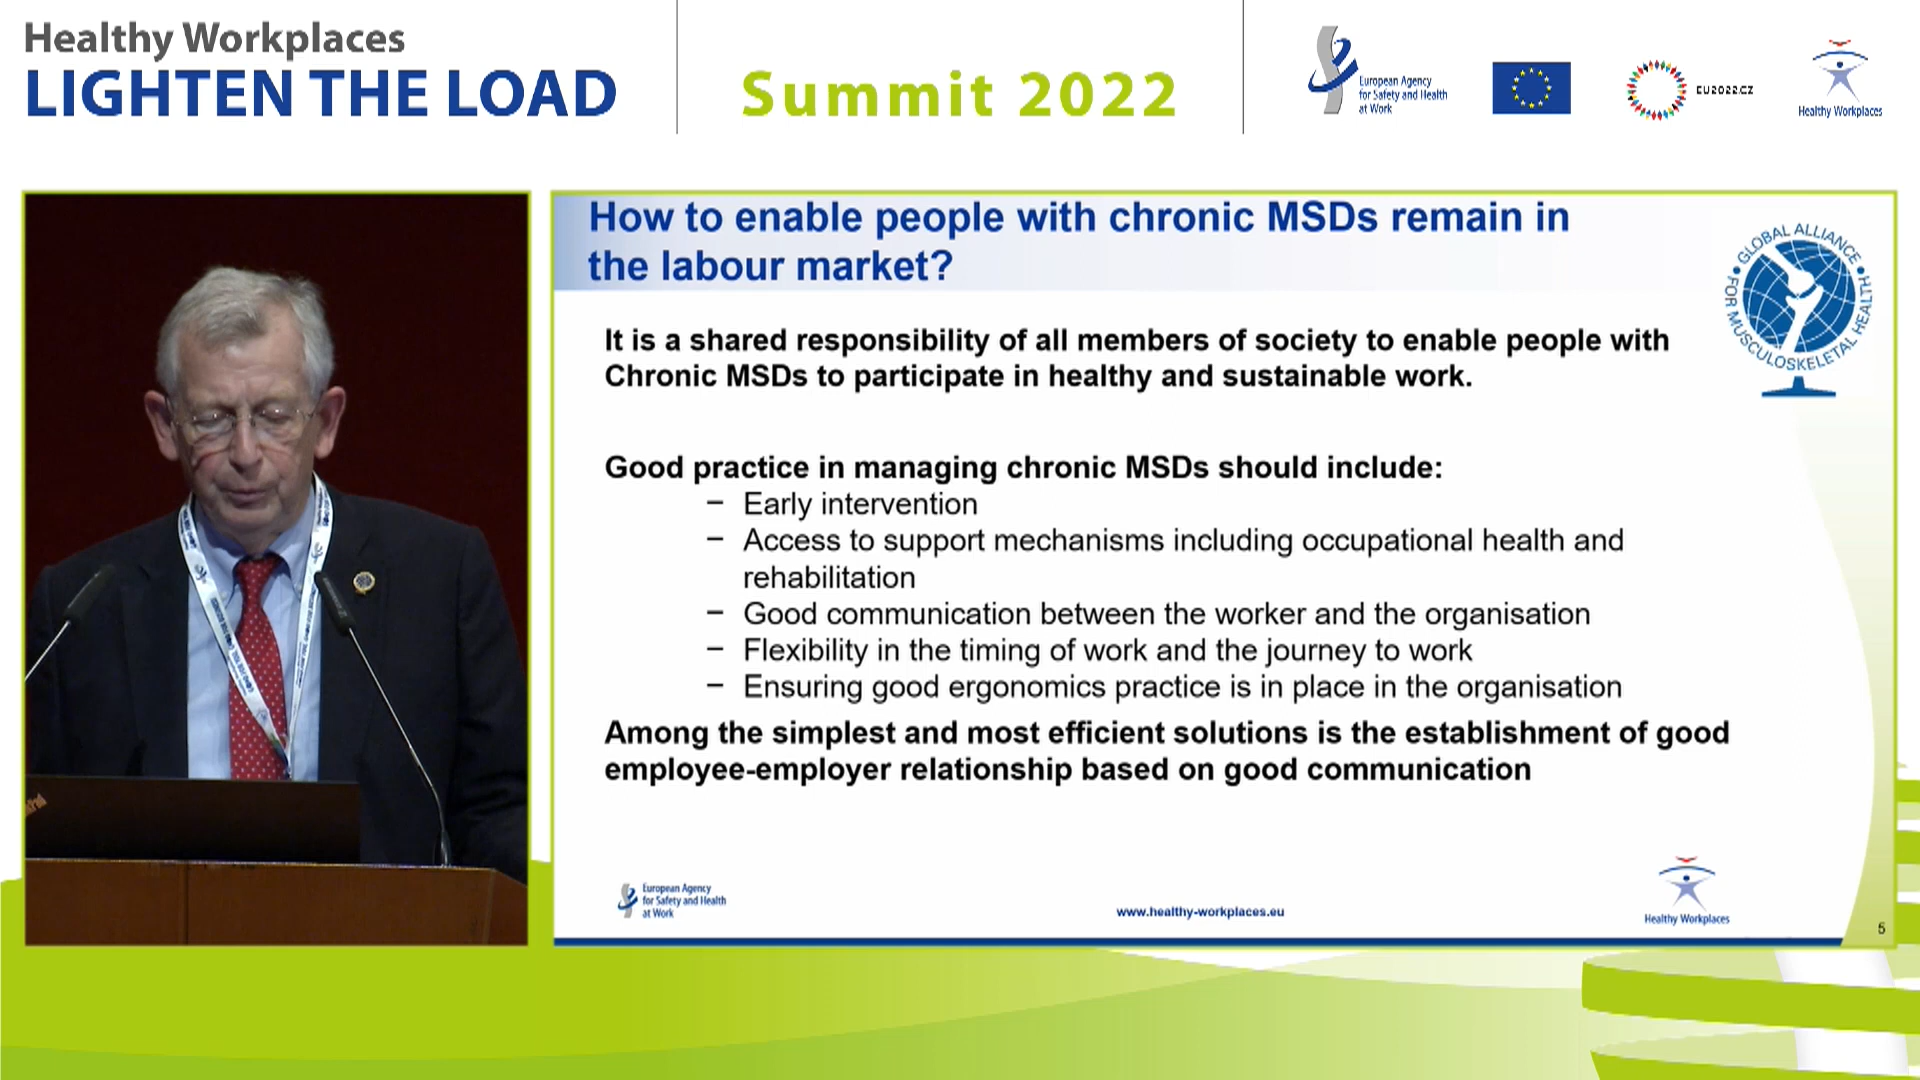 Healthy Workplaces
LIGHTEN THE LOAD
Summit 2022
European Agency
for Safety and Health
at Work
EU2022.CZ
Healthy Workplaces
How to enable people with chronic MSDs remain in
the labour market?
GLOBAL ALLIANCE
FOR MUSCULOSKELETAL HEALTH
It is a shared responsibility of all members of society to enable people with
Chronic MSDs to participate in healthy and sustainable work.
Good practice in managing chronic MSDs should include:
– Early intervention
– Access to support mechanisms including occupational health and
rehabilitation
– Good communication between the worker and the organisation
– Flexibility in the timing of work and the journey to work
– Ensuring good ergonomics practice is in place in the organisation
Among the simplest and most efficient solutions is the establishment of good
employee-employer relationship based on good communication
European Agency
for Safety and Health
at Work
www.healthy-workplaces.eu
Healthy Workplaces
5